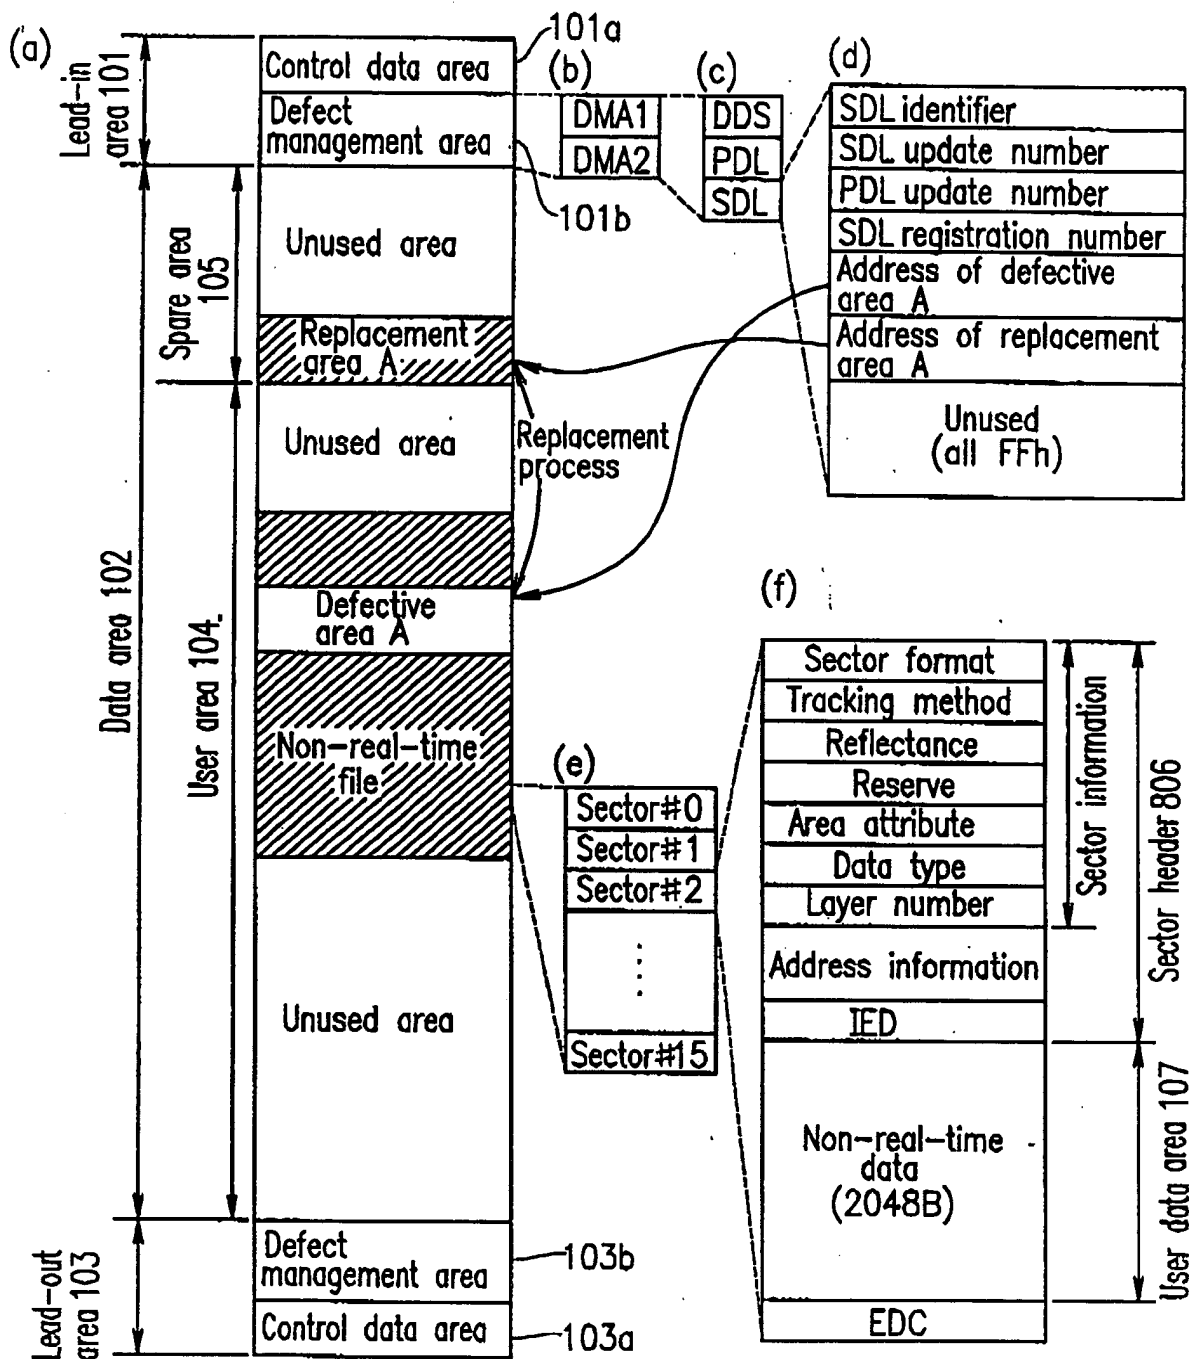 (a)
Lead-in
area 101
101a
Control data area
Defect
management area
101b
(b)
DMA1
DMA2
(c)
DDS
PDL
SDL
(d)
SDL identifier
SDL update number
PDL update number
SDL registration number
Address of defective
area A
Address of replacement
area A
Unused
(all FFh)
Data area 102
Spare area
105
Unused area
Replacement
area A
User area 104
Unused area
Replacement
process
Defective
area A
Non-real-time
file
Unused area
(e)
Sector#0
Sector#1
Sector#2
Sector#15
(f)
Sector format
Tracking method
Reflectance
Reserve
Area attribute
Data type
Layer number
Address information
IED
Non-real-time
data
(2048B)
EDC
Sector information
Sector header 806
User data area 107
Lead-out
area 103
Defect
management area
103b
Control data area
103a